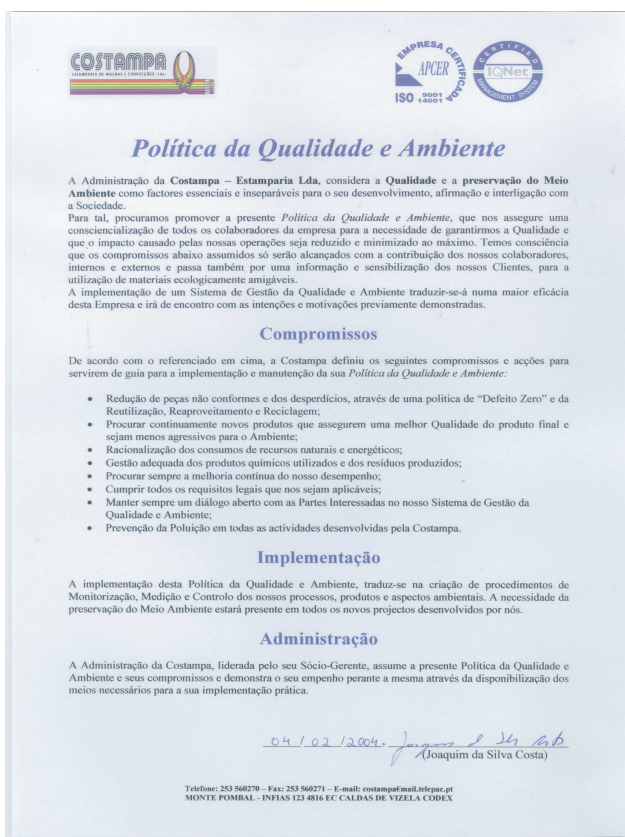 COSTAMPA
ESTAMPARIA DE MALHAS E CONFECÇÕES, Lda.
EMPRESA CERTIFICADA
APCER
ISO 9001
14001
CERTIFIED
IQNet
MANAGEMENT SYSTEM
Política da Qualidade e Ambiente
A Administração da Costampa – Estamparia Lda, considera a Qualidade e a preservação do Meio
Ambiente como factores essenciais e inseparáveis para o seu desenvolvimento, afirmação e interligação com
a Sociedade.
Para tal, procuramos promover a presente Política da Qualidade e Ambiente, que nos assegure uma
consciencialização de todos os colaboradores da empresa para a necessidade de garantirmos a Qualidade e
que o impacto causado pelas nossas operações seja reduzido e minimizado ao máximo. Temos consciência
que os compromissos abaixo assumidos só serão alcançados com a contribuição dos nossos colaboradores,
internos e externos e passa também por uma informação e sensibilização dos nossos Clientes, para a
utilização de materiais ecologicamente amigáveis.
A implementação de um Sistema de Gestão da Qualidade e Ambiente traduzir-se-á numa maior eficácia
desta Empresa e irá de encontro com as intenções e motivações previamente demonstradas.
Compromissos
De acordo com o referenciado em cima, a Costampa definiu os seguintes compromissos e acções para
servirem de guia para a implementação e manutenção da sua Política da Qualidade e Ambiente:
• Redução de peças não conformes e dos desperdícios, através de uma politica de “Defeito Zero” e da
Reutilização, Reaproveitamento e Reciclagem;
• Procurar continuamente novos produtos que assegurem uma melhor Qualidade do produto final e
sejam menos agressivos para o Ambiente;
• Racionalização dos consumos de recursos naturais e energéticos;
• Gestão adequada dos produtos químicos utilizados e dos resíduos produzidos;
• Procurar sempre a melhoria contínua do nosso desempenho;
• Cumprir todos os requisitos legais que nos sejam aplicáveis;
• Manter sempre um diálogo aberto com as Partes Interessadas no nosso Sistema de Gestão da
Qualidade e Ambiente;
• Prevenção da Poluição em todas as actividades desenvolvidas pela Costampa.
Implementação
A implementação desta Política da Qualidade e Ambiente, traduz-se na criação de procedimentos de
Monitorização, Medição e Controlo dos nossos processos, produtos e aspectos ambientais. A necessidade da
preservação do Meio Ambiente estará presente em todos os novos projectos desenvolvidos por nós.
Administração
A Administração da Costampa, liderada pelo seu Sócio-Gerente, assume a presente Política da Qualidade e
Ambiente e seus compromissos e demonstra o seu empenho perante a mesma através da disponibilização dos
meios necessários para a sua implementação prática.
04/02/2004.
(Joaquim da Silva Costa)
Telefone: 253 560270 – Fax: 253 560271 – E-mail: costampa@mail.telepac.pt
MONTE POMBAL - INFIAS 123 4816 EC CALDAS DE VIZELA CODEX